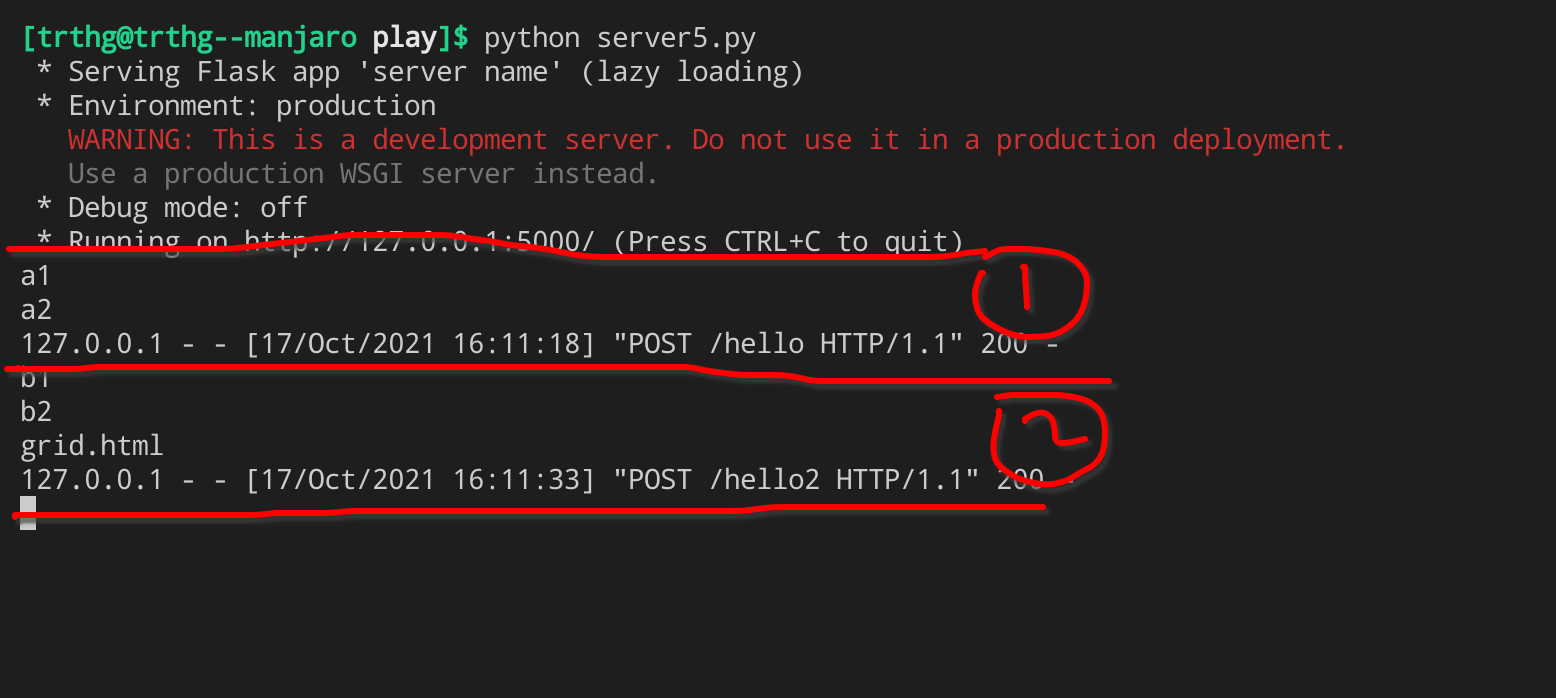 [trthg@trthg--manjaro play]$ python server5.py
 * Serving Flask app 'server name' (lazy loading)
 * Environment: production
   WARNING: This is a development server. Do not use it in a production deployment.
   Use a production WSGI server instead.
 * Debug mode: off
 * Running on http://127.0.0.1:5000/ (Press CTRL+C to quit)
a1
1
a2
127.0.0.1 - - [17/Oct/2021 16:11:18] "POST /hello HTTP/1.1" 200 -
b1
b2
2
grid.html
127.0.0.1 - - [17/Oct/2021 16:11:33] "POST /hello2 HTTP/1.1" 200 -